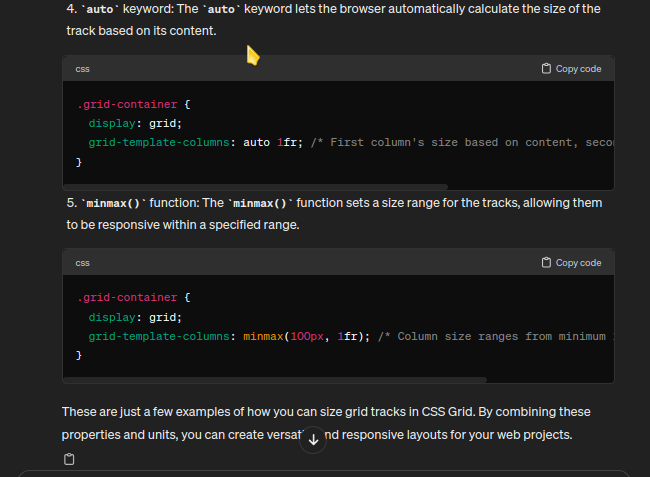 4. `auto` keyword: The `auto` keyword lets the browser automatically calculate the size of the
track based on its content.
css
Copy code
.grid-container {
display: grid;
grid-template-columns: auto 1fr; /* First column's size based on content,
}
5. `minmax()` function: The `minmax()` function sets a size range for the tracks, allowing them
to be responsive within a specified range.
css
Copy code
.grid-container {
display: grid;
grid-template-columns: minmax(100px, 1fr); /* Column size ranges from minimum
}
These are just a few examples of how you can size grid tracks in CSS Grid. By combining these
properties and units, you can create and responsive layouts for your web projects.